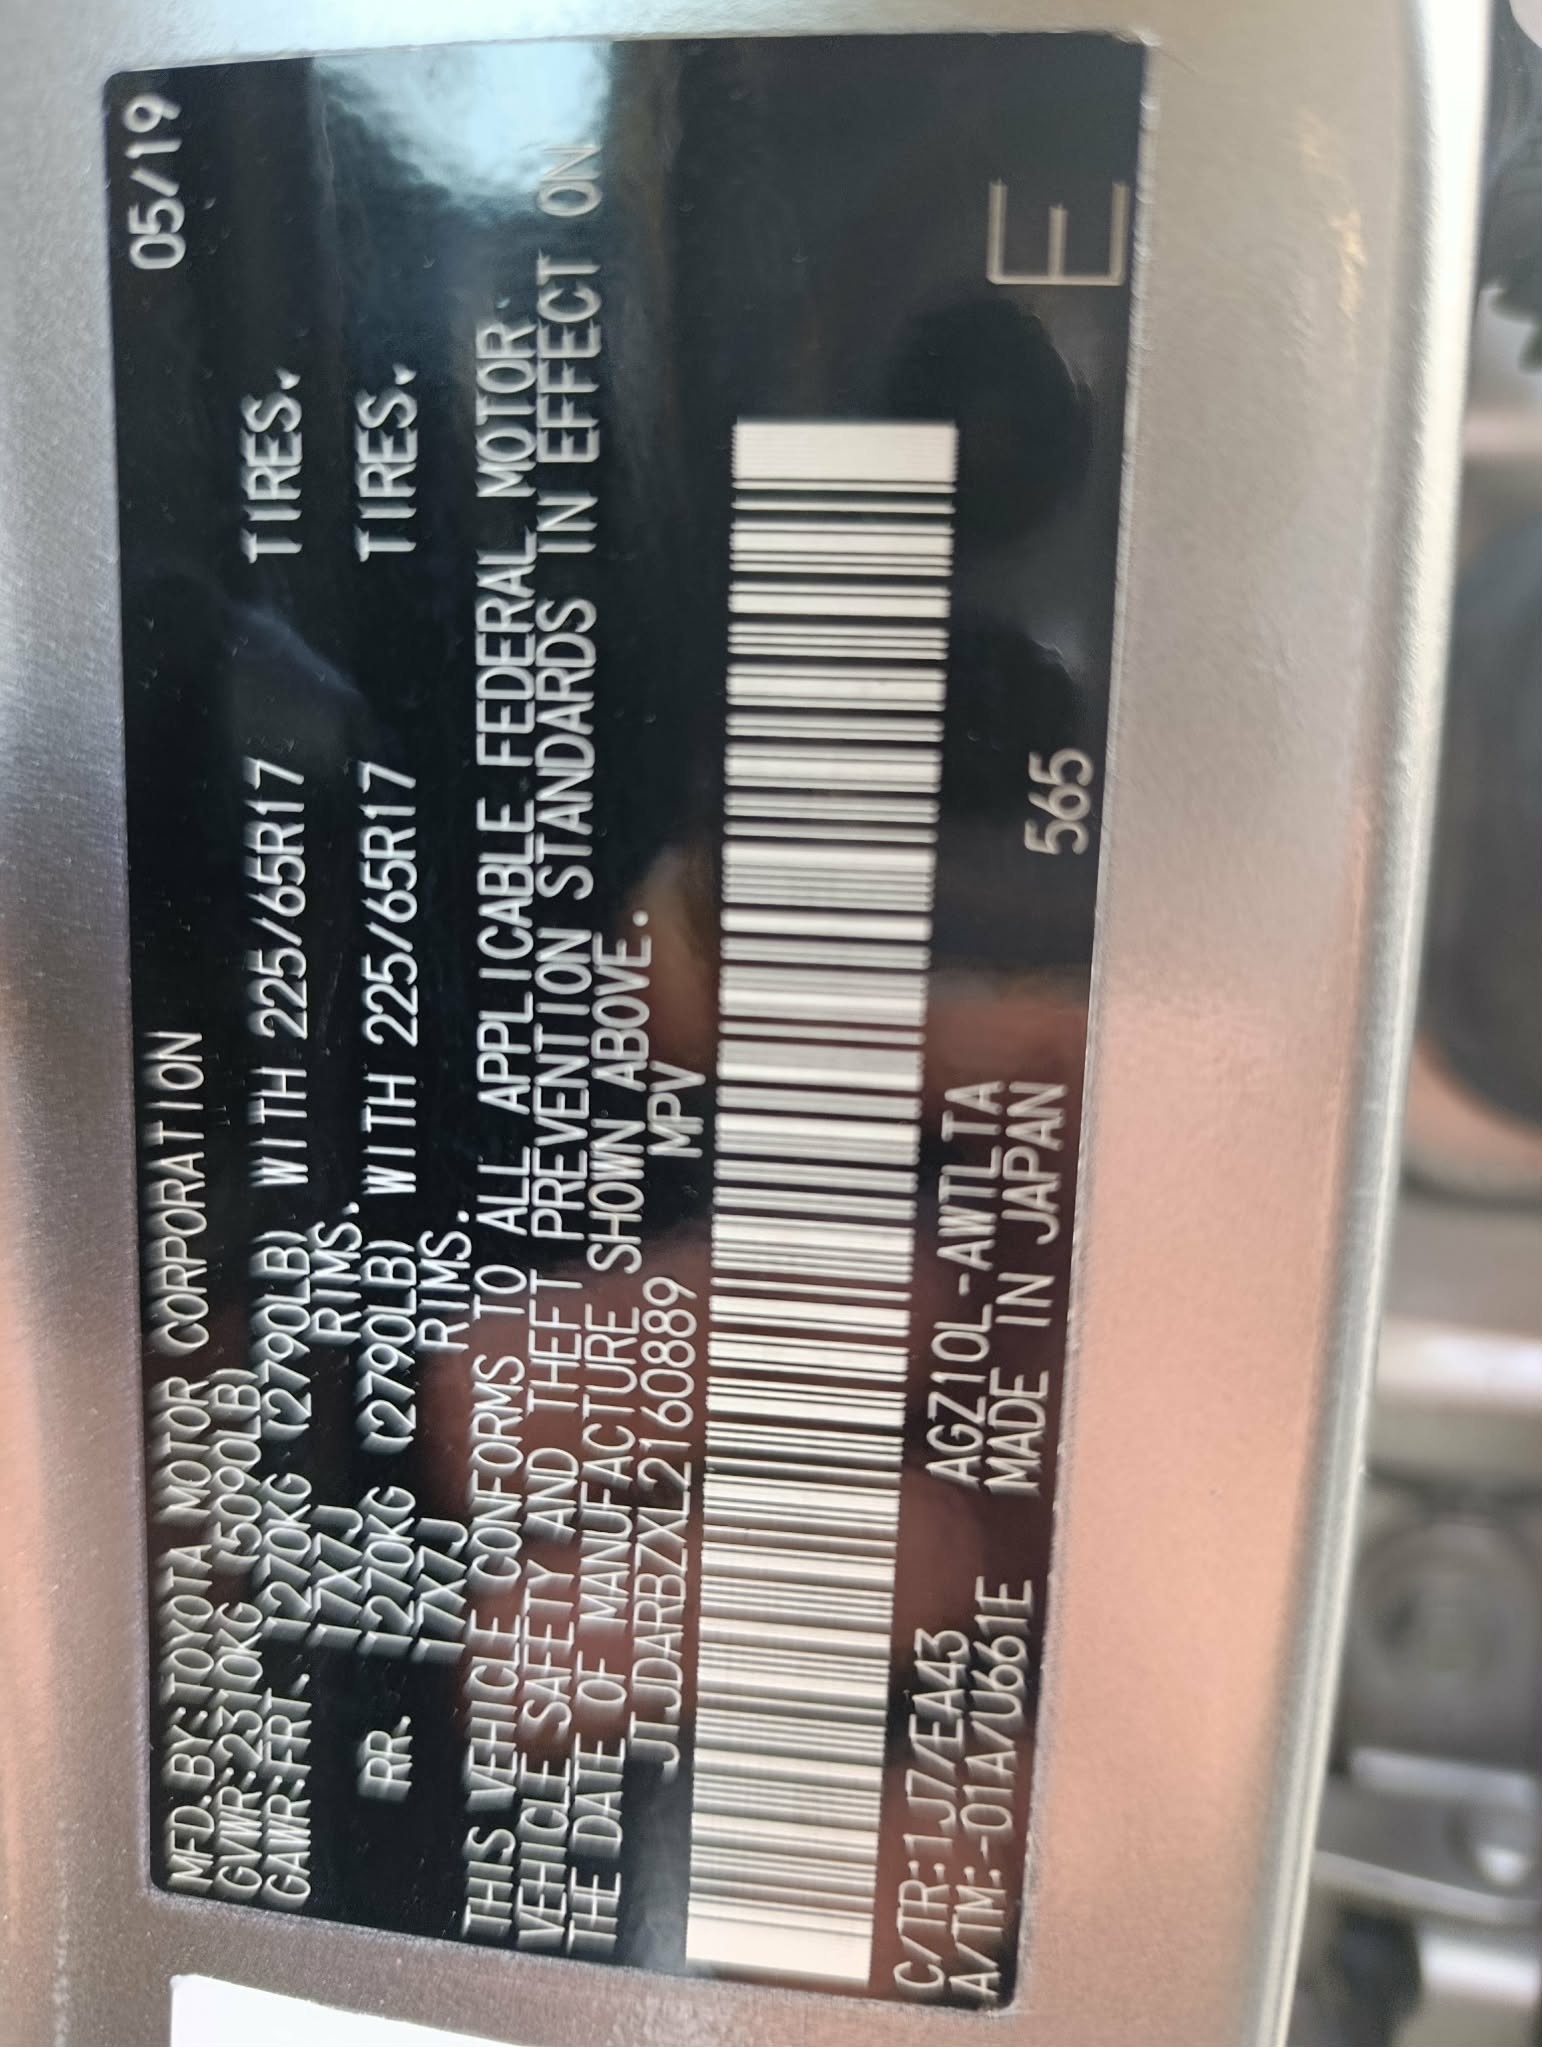 MFD.BY:TOYOTA MOTOR CORPORATION 05/19
GVWR:2310KG (5090LB)
GAWR:FRT. 1270KG (2790LB) WITH 225/65R17 TIRES.
17X7J RIMS.
RR. 1270KG (2790LB) WITH 225/65R17 TIRES.
17X7J RIMS.
THIS VEHICLE CONFORMS TO ALL APPLICABLE FEDERAL MOTOR
VEHICLE SAFETY AND THEFT PREVENTION STANDARDS IN EFFECT ON
THE DATE OF MANUFACTURE SHOWN ABOVE.
JTJDARBZXL2160889 MPV
C/TR:1J7/EA43 AGZ10L-AWTLTA
A/TM:-01A/U661E MADE IN JAPAN 565
E